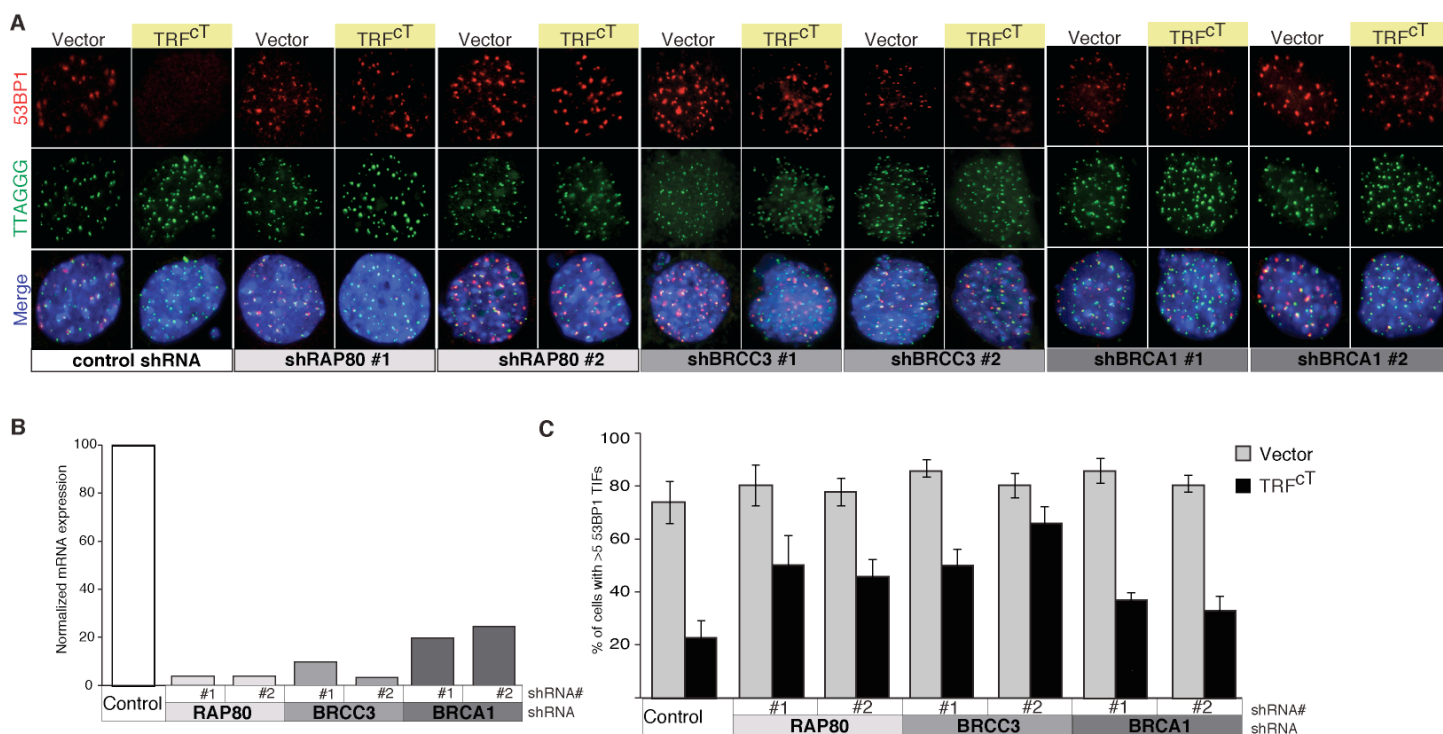 A
Vector TRFcT Vector TRFcT Vector TRFcT Vector TRFcT Vector TRFcT Vector TRFcT Vector TRFcT
53BP1
TTAGGG
Merge
control shRNA shRAP80 #1 shRAP80 #2 shBRCC3 #1 shBRCC3 #2 shBRCA1 #1 shBRCA1 #2
B
Normalized mRNA expression
100
80
60
40
20
0
Control
#1 #2 #1 #2 #1 #2 shRNA#
RAP80 BRCC3 BRCA1 shRNA
C
% of cells with >5 53BP1 TIFs
100
80
60
40
20
Vector
TRFcT
Control
#1 #2 #1 #2 #1 #2 shRNA#
RAP80 BRCC3 BRCA1 shRNA